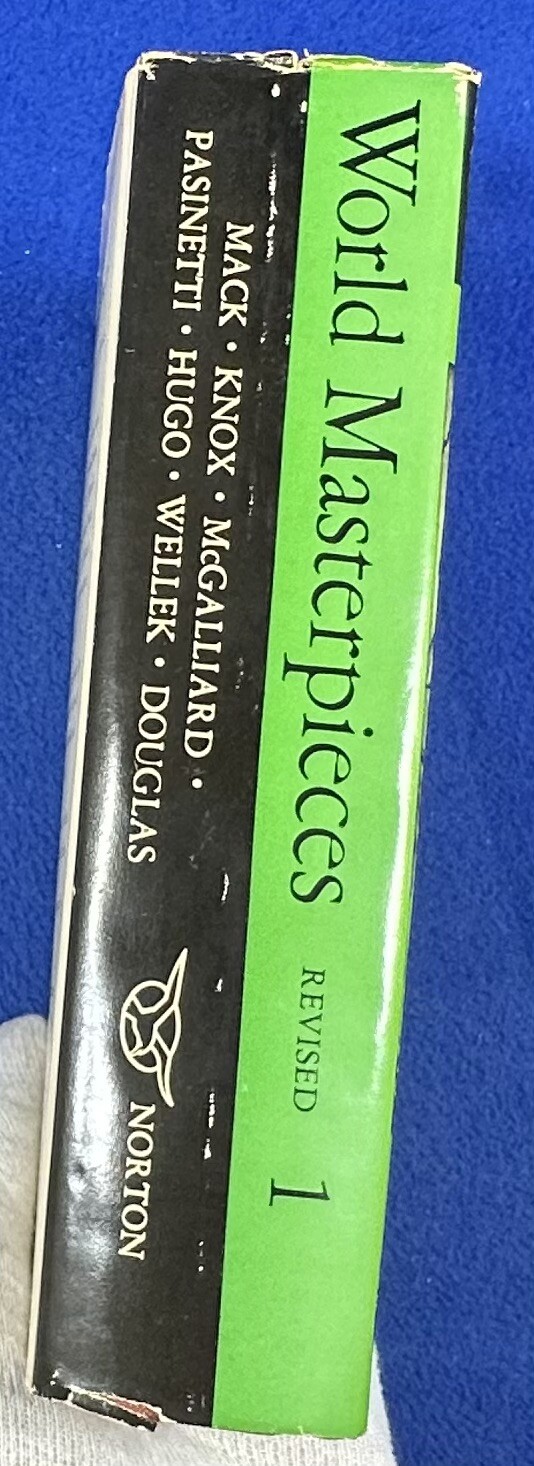 World Masterpieces REVISED 1
MACK • KNOX • McGALLIARD •
PASINETTI • HUGO • WELLEK • DOUGLAS
NORTON